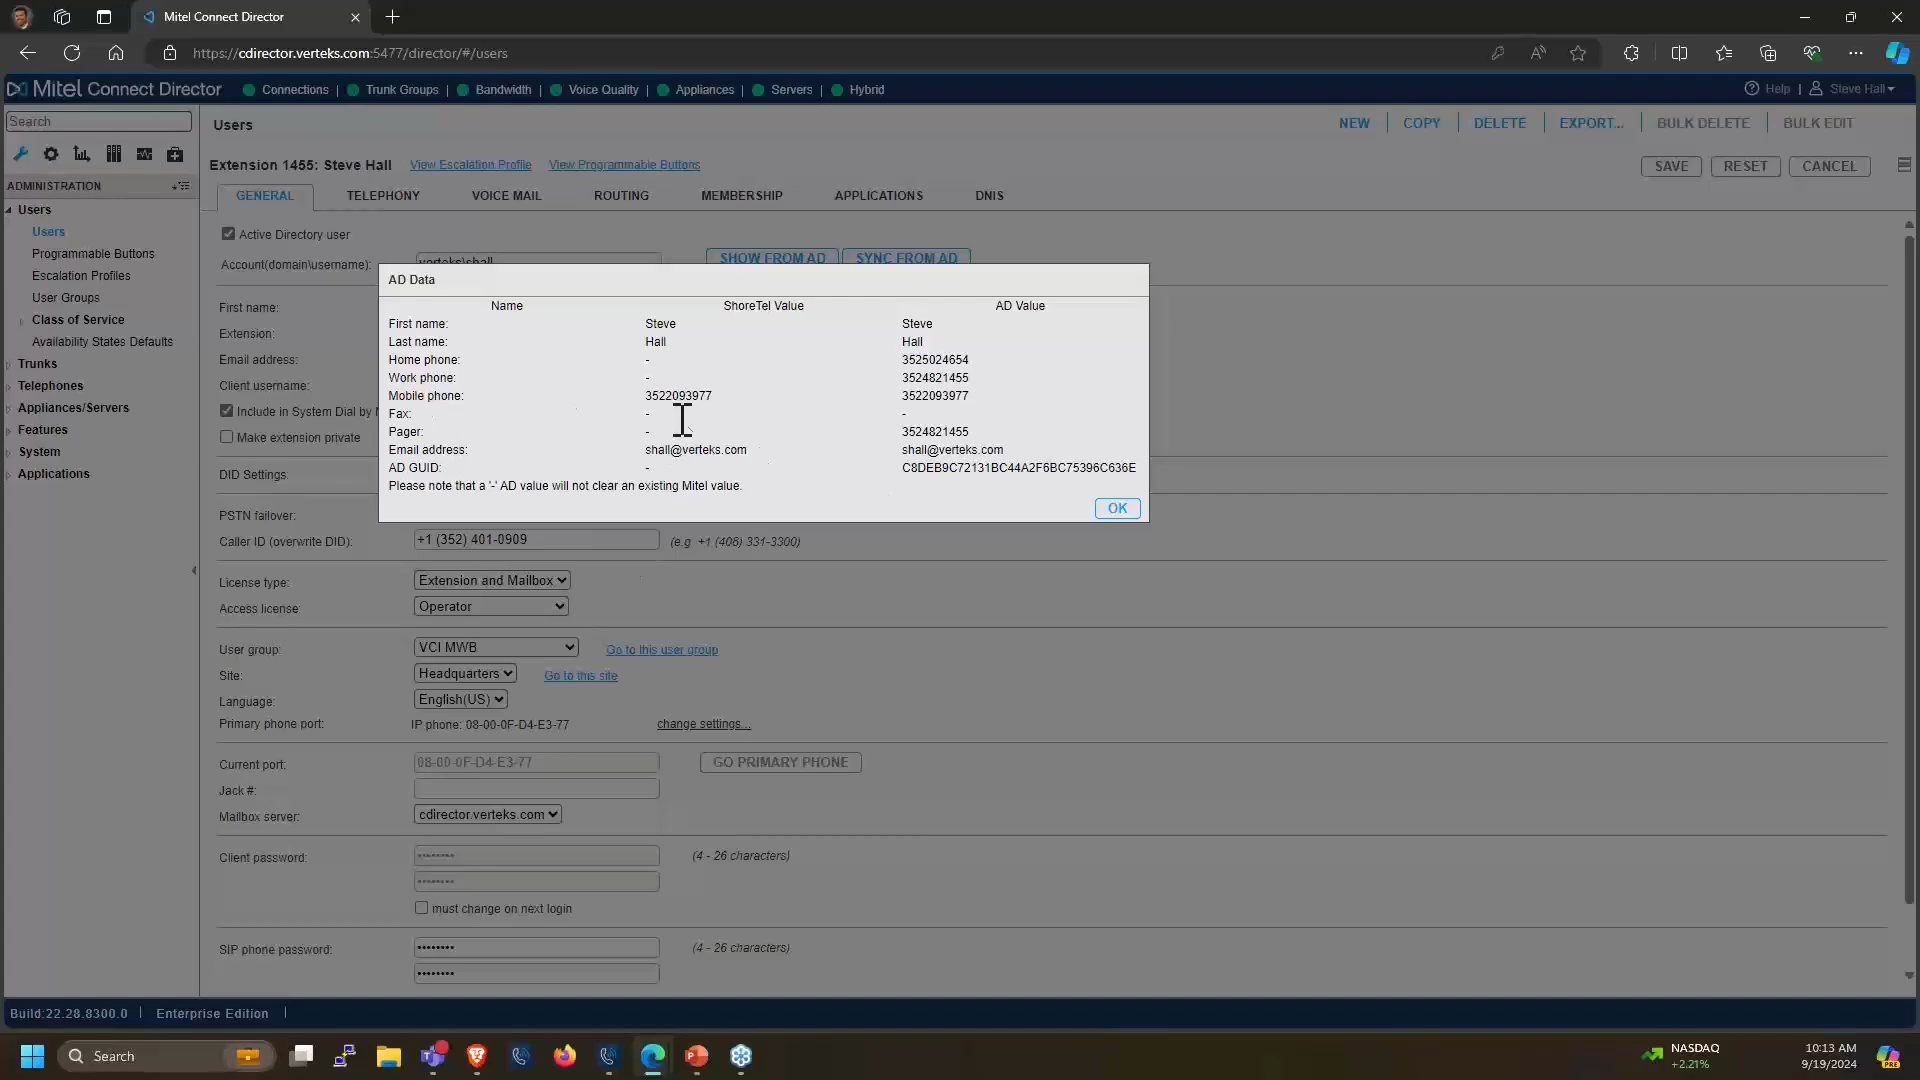 Mitel Connect Director
https://cdirector.verteks.com:5477/director/#/users
Mitel Connect Director Connections | Trunk Groups | Bandwidth | Voice Quality | Appliances | Servers | Hybrid Help | Steve Hall
Search
Users
NEW | COPY | DELETE | EXPORT... | BULK DELETE | BULK EDIT
Extension 1455: Steve Hall View Escalation Profile View Programmable Buttons SAVE RESET CANCEL
ADMINISTRATION
GENERAL TELEPHONY VOICE MAIL ROUTING MEMBERSHIP APPLICATIONS DNIS
Users
Users
Programmable Buttons
Escalation Profiles
User Groups
Class of Service
Availability States Defaults
Trunks
Telephones
Appliances/Servers
Features
System
Applications
Active Directory user
Account(domain\username): verteks\shall SHOW FROM AD SYNC FROM AD
First name:
Extension:
Email address:
Client username:
Include in System Dial by
Make extension private
DID Settings:
PSTN failover:
AD Data
Name ShoreTel Value AD Value
First name: Steve Steve
Last name: Hall Hall
Home phone: - 3525024654
Work phone: - 3524821455
Mobile phone: 3522093977 3522093977
Fax: - -
Pager: - 3524821455
Email address: shall@verteks.com shall@verteks.com
AD GUID: - C8DEB9C72131BC44A2F6BC75396C636E
Please note that a '-' AD value will not clear an existing Mitel value.
OK
Caller ID (overwrite DID): +1 (352) 401-0909 (e.g. +1 (408) 331-3300)
License type: Extension and Mailbox
Access license: Operator
User group: VCI MWB Go to this user group
Site: Headquarters Go to this site
Language: English(US)
Primary phone port: IP phone: 08-00-0F-D4-E3-77 change settings...
Current port: 08-00-0F-D4-E3-77 GO PRIMARY PHONE
Jack #:
Mailbox server: cdirector.verteks.com
Client password: •••••••• (4 - 26 characters)
••••••••
must change on next login
SIP phone password: •••••••• (4 - 26 characters)
••••••••
Build:22.28.8300.0 | Enterprise Edition |
Search
NASDAQ
+2.21%
10:13 AM
9/19/2024